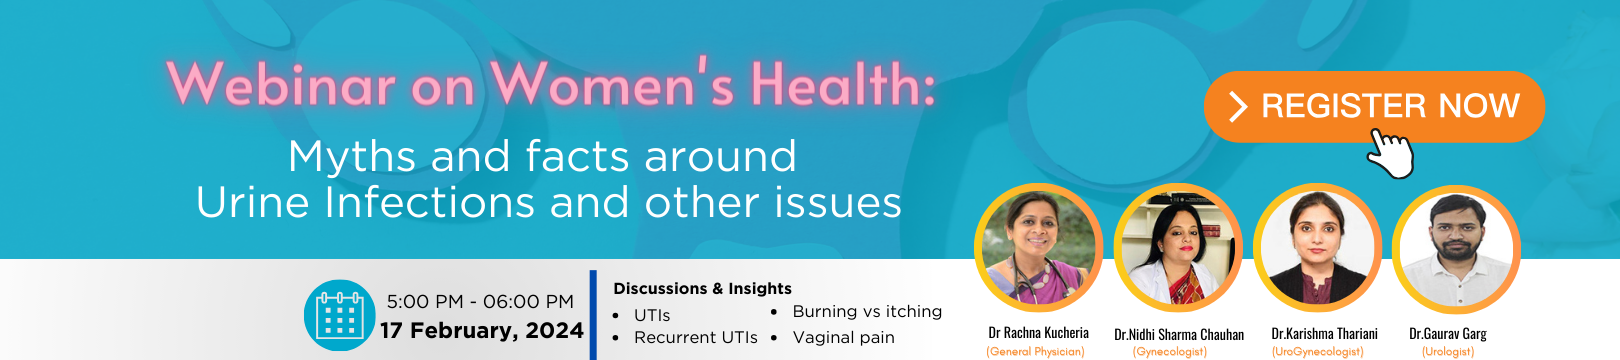 Webinar on Women's Health:
Myths and facts around
Urine Infections and other issues
> REGISTER NOW
5:00 PM - 06:00 PM
17 February, 2024
Discussions & Insights
• UTIs
• Recurrent UTIs
• Burning vs itching
• Vaginal pain
Dr Rachna Kucheria
(General Physician)
Dr.Nidhi Sharma Chauhan
(Gynecologist)
Dr.Karishma Thariani
(UroGynecologist)
Dr.Gaurav Garg
(Urologist)